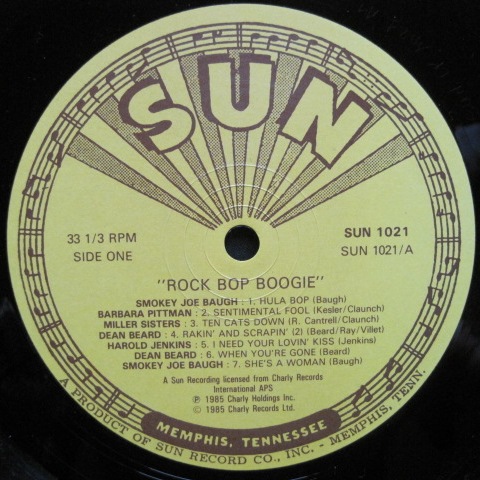 SUN
33 1/3 RPM
SIDE ONE
SUN 1021
SUN 1021/A
"ROCK BOP BOOGIE"
SMOKEY JOE BAUGH : 1. HULA BOP (Baugh)
BARBARA PITTMAN : 2. SENTIMENTAL FOOL (Kesler/Claunch)
MILLER SISTERS : 3. TEN CATS DOWN (R. Cantrell/Claunch)
DEAN BEARD : 4. RAKIN' AND SCRAPIN' (2) (Beard/Ray/Villet)
HAROLD JENKINS : 5. I NEED YOUR LOVIN' KISS (Jenkins)
DEAN BEARD : 6. WHEN YOU'RE GONE (Beard)
SMOKEY JOE BAUGH : 7. SHE'S A WOMAN (Baugh)
A Sun Recording licensed from Charly Records
International APS
℗ 1985 Charly Holdings Inc.
© 1985 Charly Records Ltd.
MEMPHIS, TENNESSEE
A PRODUCT OF SUN RECORD CO., INC. - MEMPHIS, TENN.